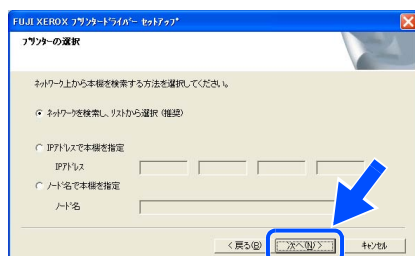 FUJI XEROX プリンタードライバー セットアップ
プリンターの選択
ネットワーク上から本機を検索する方法を選択してください。
ネットワークを検索し、リストから選択 (推奨)
IPアドレスで本機を指定
IPアドレス
ノード名で本機を指定
ノード名
< 戻る(B)
次へ(N) >
キャンセル